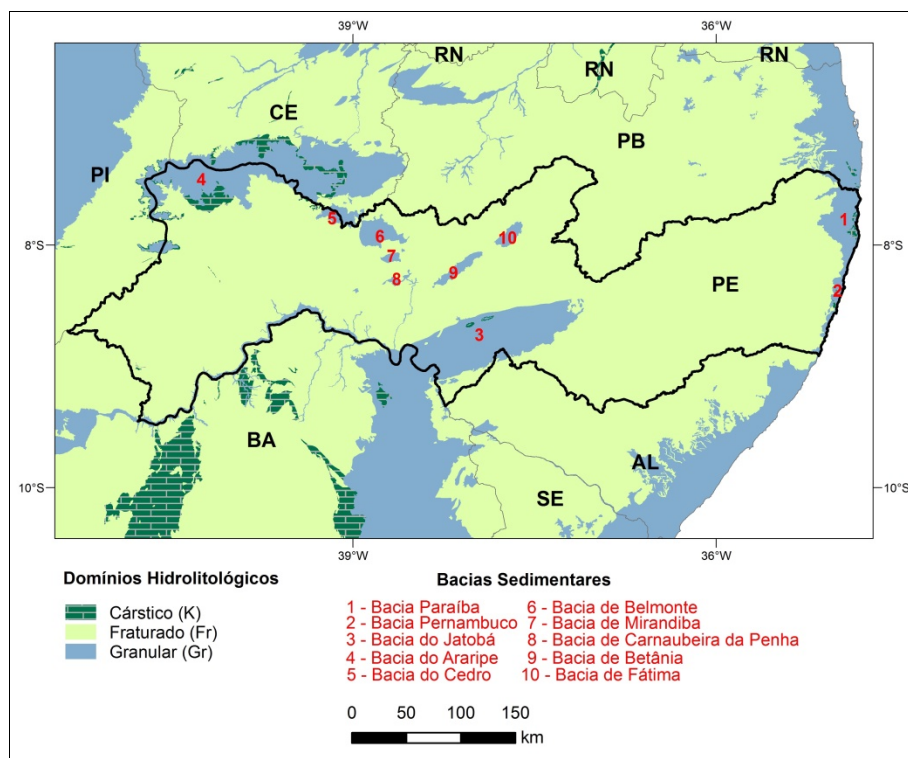 39°W 36°W
RN
RN
RN
CE
PB
PI
4
5
6
10
1
8°S 8°S
7
9
8
PE
2
3
BA
AL
10°S 10°S
SE
39°W 36°W
Domínios Hidrolitológicos
Cárstico (K)
Fraturado (Fr)
Granular (Gr)
Bacias Sedimentares
1 - Bacia Paraíba
2 - Bacia Pernambuco
3 - Bacia do Jatobá
4 - Bacia do Araripe
5 - Bacia do Cedro
6 - Bacia de Belmonte
7 - Bacia de Mirandiba
8 - Bacia de Carnaubeira da Penha
9 - Bacia de Betânia
10 - Bacia de Fátima
0 50 100 150
km